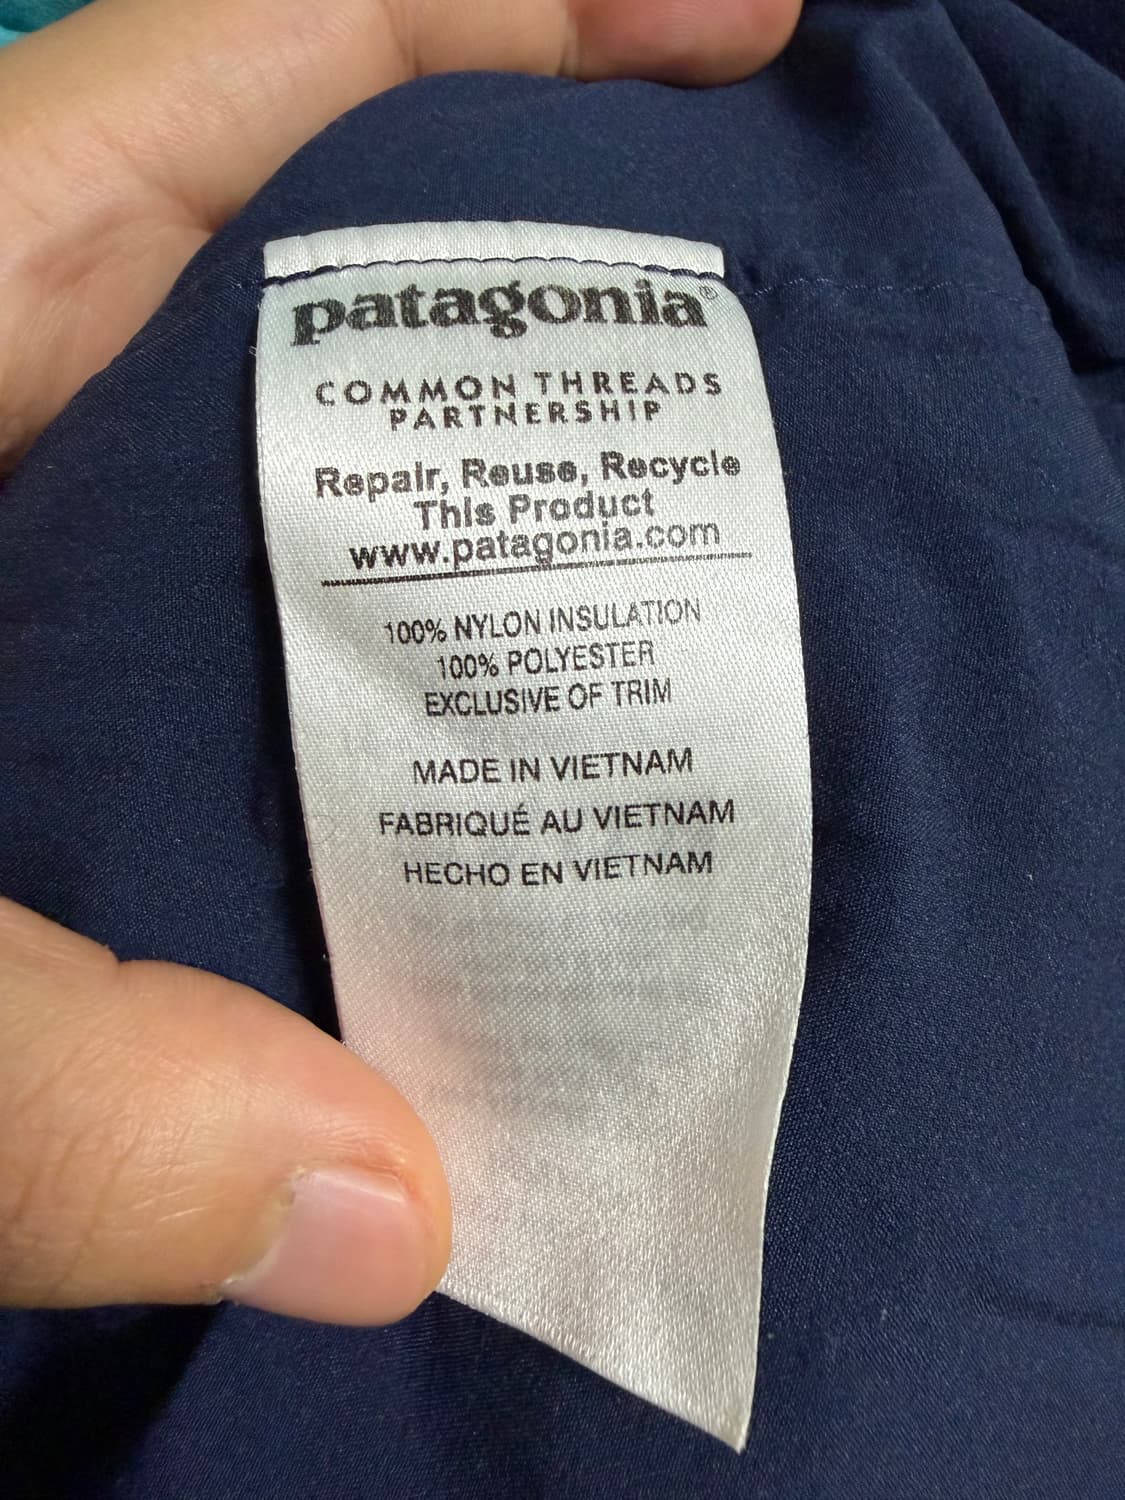 patagonia®
COMMON THREADS
PARTNERSHIP
Repair, Reuse, Recycle
This Product
www.patagonia.com
100% NYLON INSULATION
100% POLYESTER
EXCLUSIVE OF TRIM
MADE IN VIETNAM
FABRIQUÉ AU VIETNAM
HECHO EN VIETNAM